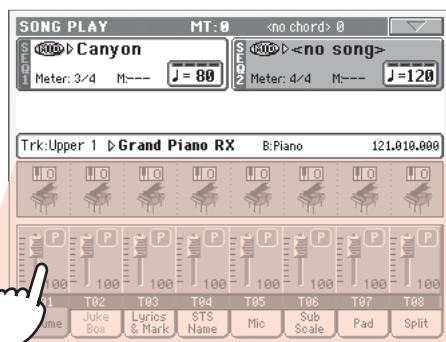 SONG PLAY MT:0 <no chord> 0
SEQ1 Canyon
Meter: 3/4 M:--- ♩= 80
SEQ2 <no song>
Meter: 4/4 M:--- ♩=120
Trk:Upper 1 Grand Piano RX B:Piano 121.010.000
P P P P P P P P
100 100 100 100 100 100 100 100
T02 T03 T04 T05 T06 T07 T08
Juke Box Lyrics & Mark STS Name Mic Sub Scale Pad Split